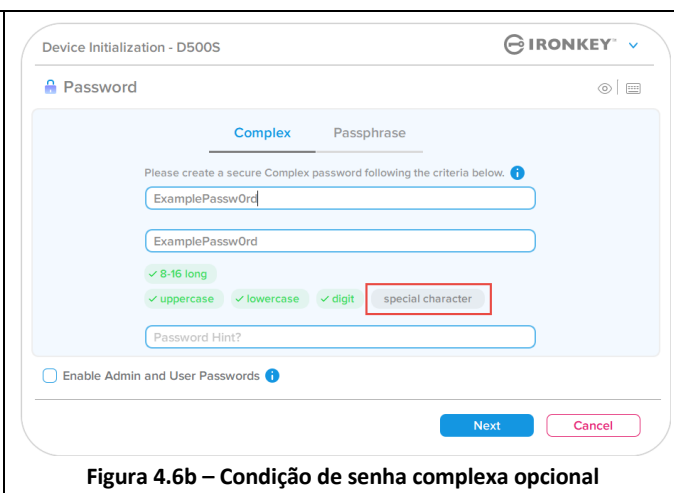 Device Initialization - D500S IRONKEY™
Password
Complex Passphrase
Please create a secure Complex password following the criteria below. i
ExamplePassw0rd
ExamplePassw0rd
✓ 8-16 long
✓ uppercase ✓ lowercase ✓ digit special character
Password Hint?
Enable Admin and User Passwords i
Next Cancel
Figura 4.6b – Condição de senha complexa opcional